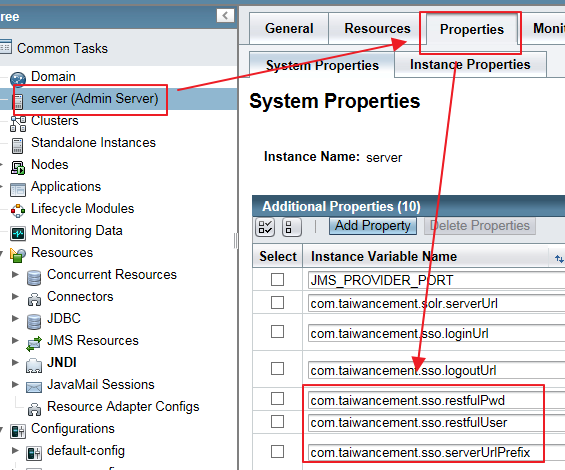 ree
Common Tasks
Domain
server (Admin Server)
Clusters
Standalone Instances
Nodes
Applications
Lifecycle Modules
Monitoring Data
Resources
Concurrent Resources
Connectors
JDBC
JMS Resources
JNDI
JavaMail Sessions
Resource Adapter Configs
Configurations
default-config
General
Resources
Properties
Monit
System Properties
Instance Properties
System Properties
Instance Name: server
Additional Properties (10)
Add Property
Delete Properties
Select
Instance Variable Name
JMS_PROVIDER_PORT
com.taiwancement.solr.serverUrl
com.taiwancement.sso.loginUrl
com.taiwancement.sso.logoutUrl
com.taiwancement.sso.restfulPwd
com.taiwancement.sso.restfulUser
com.taiwancement.sso.serverUrlPrefix